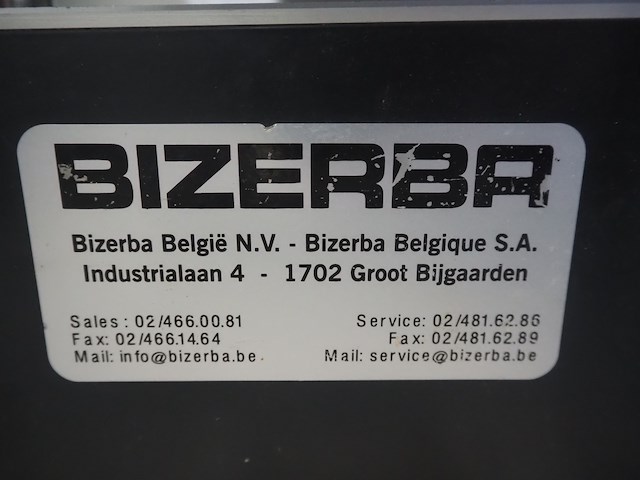 BIZERBA
Bizerba België N.V. - Bizerba Belgique S.A.
Industrialaan 4 - 1702 Groot Bijgaarden
Sales: 02/466.00.81 Service: 02/481.62.86
Fax: 02/466.14.64 Fax: 02/481.62.89
Mail: info@bizerba.be Mail: service@bizerba.be